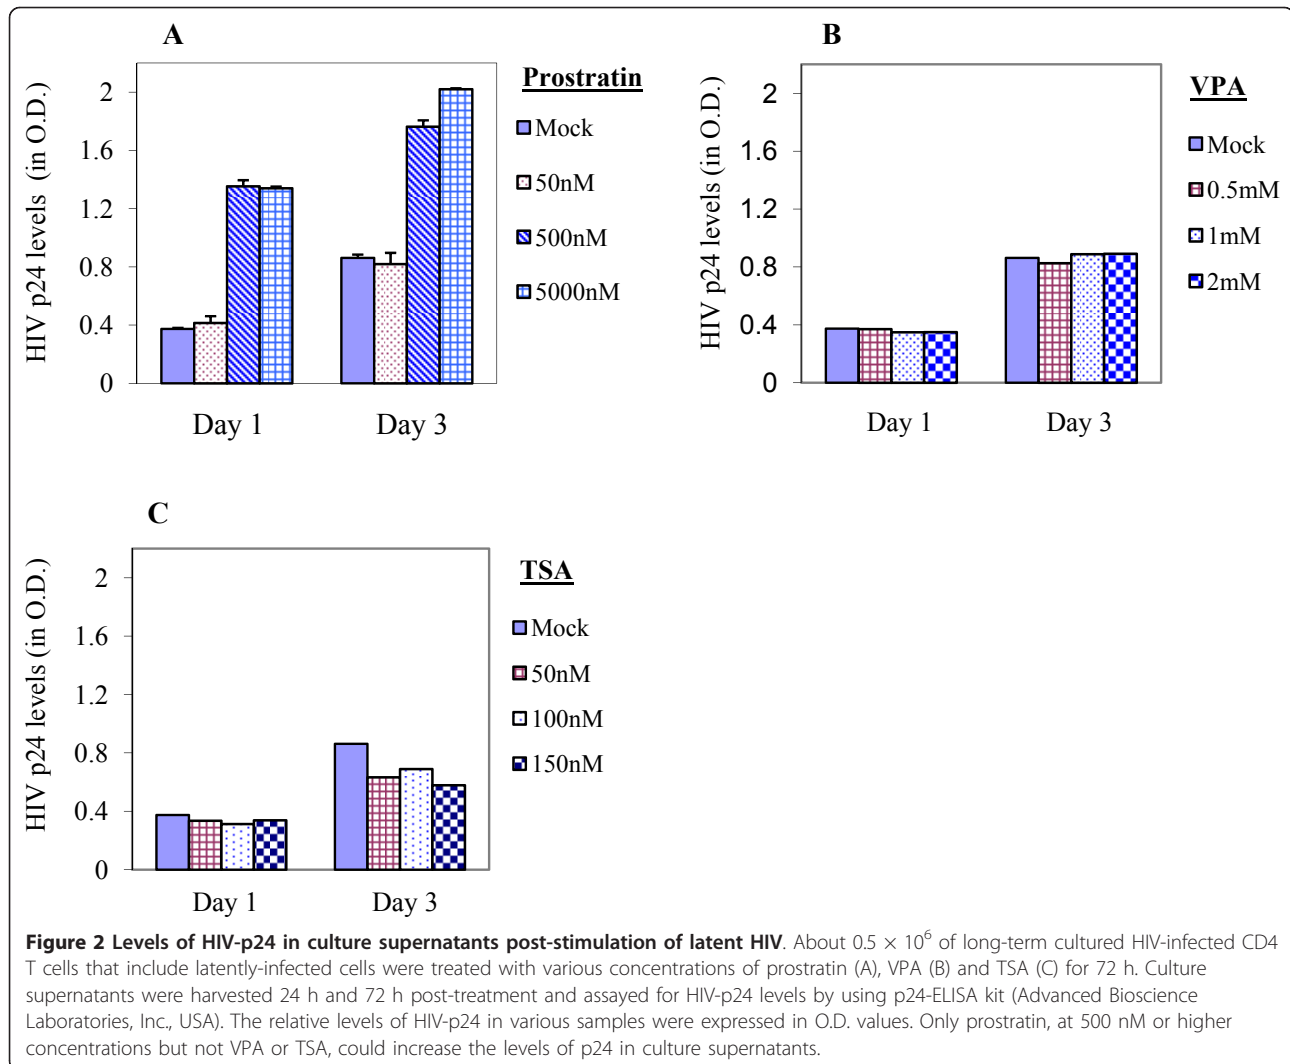 A
HIV p24 levels (in O.D.)
2
1.6
1.2
0.8
0.4
0
Day 1 Day 3
Prostratin
Mock
50nM
500nM
5000nM
B
HIV p24 levels (in O.D.)
2
1.6
1.2
0.8
0.4
0
Day 1 Day 3
VPA
Mock
0.5mM
1mM
2mM
C
HIV p24 levels (in O.D.)
2
1.6
1.2
0.8
0.4
0
Day 1 Day 3
TSA
Mock
50nM
100nM
150nM
Figure 2 Levels of HIV-p24 in culture supernatants post-stimulation of latent HIV. About 0.5 × 10⁶ of long-term cultured HIV-infected CD4
T cells that include latently-infected cells were treated with various concentrations of prostratin (A), VPA (B) and TSA (C) for 72 h. Culture
supernatants were harvested 24 h and 72 h post-treatment and assayed for HIV-p24 levels by using p24-ELISA kit (Advanced Bioscience
Laboratories, Inc., USA). The relative levels of HIV-p24 in various samples were expressed in O.D. values. Only prostratin, at 500 nM or higher
concentrations but not VPA or TSA, could increase the levels of p24 in culture supernatants.